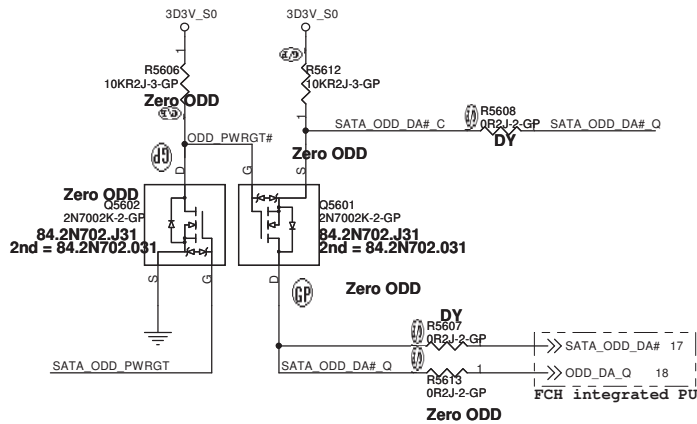 3D3V_S0
3D3V_S0
1
R5606
10KR2J-3-GP
Zero ODD
R5612
10KR2J-3-GP
1
SATA_ODD_DA#_C
R5608
0R2J-2-GP
SATA_ODD_DA#_Q
DY
ODD_PWRGT#
GP
D
G
S
Zero ODD
Zero ODD
Q5602
2N7002K-2-GP
84.2N702.J31
2nd = 84.2N702.031
Q5601
2N7002K-2-GP
84.2N702.J31
2nd = 84.2N702.031
S
G
D
GP
Zero ODD
DY
R5607
0R2J-2-GP
SATA_ODD_DA# 17
SATA_ODD_PWRGT
SATA_ODD_DA#_Q
1
ODD_DA_Q 18
R5613
0R2J-2-GP
FCH integrated PU
Zero ODD